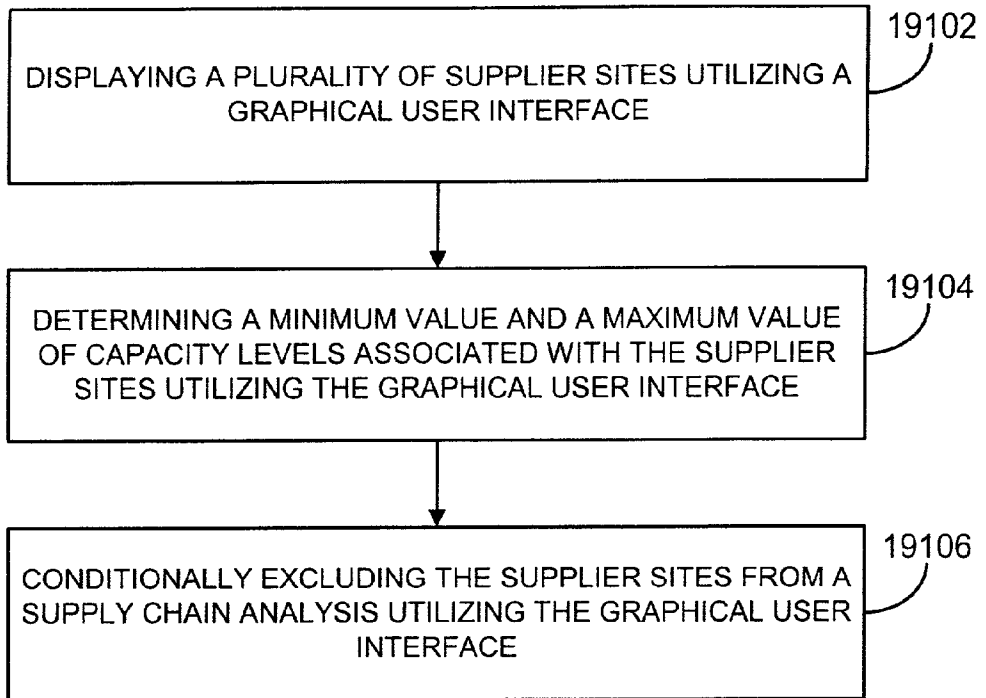 19102
DISPLAYING A PLURALITY OF SUPPLIER SITES UTILIZING A
GRAPHICAL USER INTERFACE
19104
DETERMINING A MINIMUM VALUE AND A MAXIMUM VALUE
OF CAPACITY LEVELS ASSOCIATED WITH THE SUPPLIER
SITES UTILIZING THE GRAPHICAL USER INTERFACE
19106
CONDITIONALLY EXCLUDING THE SUPPLIER SITES FROM A
SUPPLY CHAIN ANALYSIS UTILIZING THE GRAPHICAL USER
INTERFACE